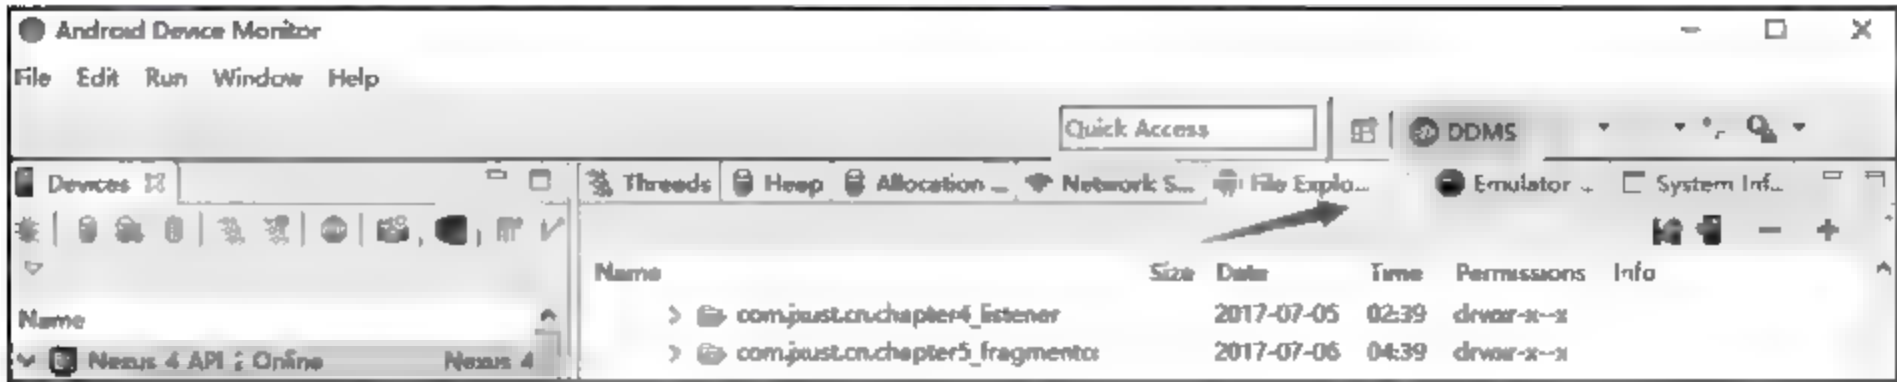 Android Device Monitor
File Edit Run Window Help
Quick Access DDMS
Devices Threads Heap Allocation ... Network S... File Explo... Emulator ... System Inf...
Name Size Date Time Permissions Info
com.jxust.cn.chapter4_listener 2017-07-05 02:39 drwxr-x--x
Name
com.jxust.cn.chapter5_fragmentcr 2017-07-06 04:39 drwxr-x--x
Nexus 4 API : Online Nexus 4